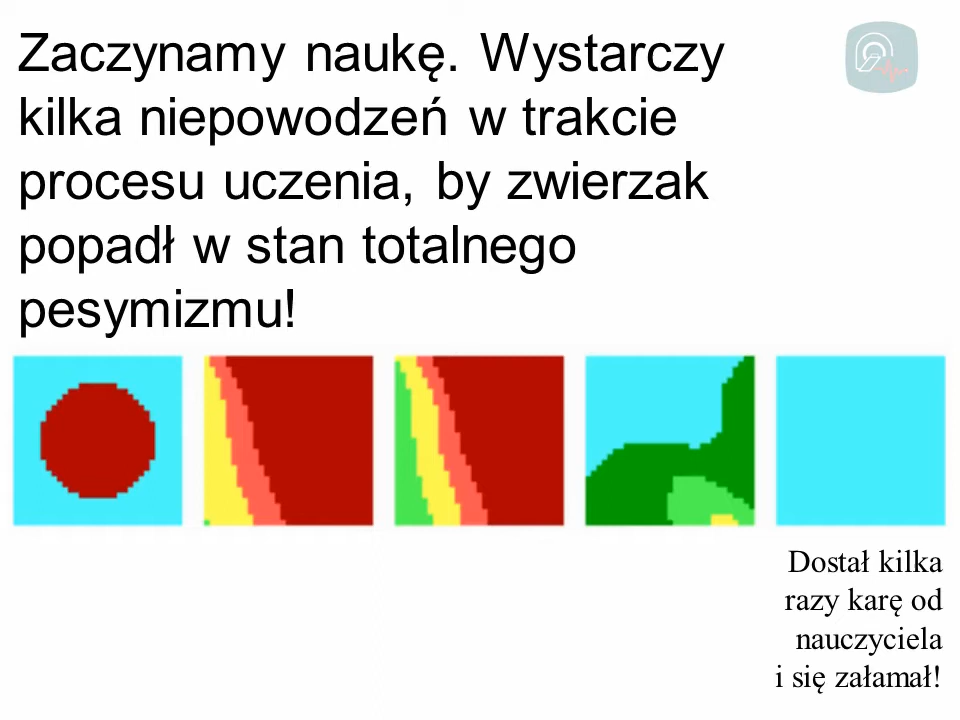 Zaczynamy naukę. Wystarczy
kilka niepowodzeń w trakcie
procesu uczenia, by zwierzak
popadł w stan totalnego
pesymizmu!
Dostał kilka
razy karę od
nauczyciela
i się załamał!